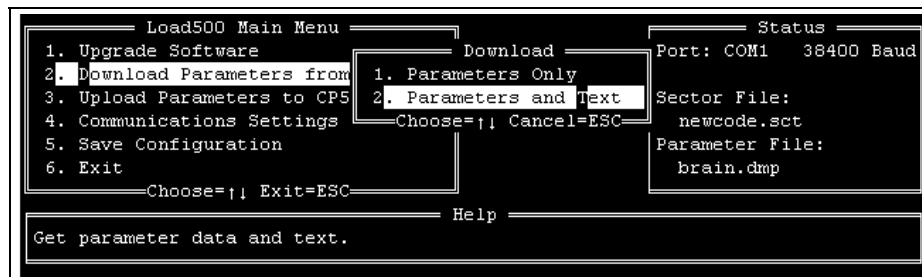 Load500 Main Menu
1. Upgrade Software
2. Download Parameters from
3. Upload Parameters to CP5
4. Communications Settings
5. Save Configuration
6. Exit
Choose=↑↓ Exit=ESC
Download
1. Parameters Only
2. Parameters and Text
Choose=↑↓ Cancel=ESC
Status
Port: COM1 38400 Baud
Sector File:
newcode.sct
Parameter File:
brain.dmp
Help
Get parameter data and text.